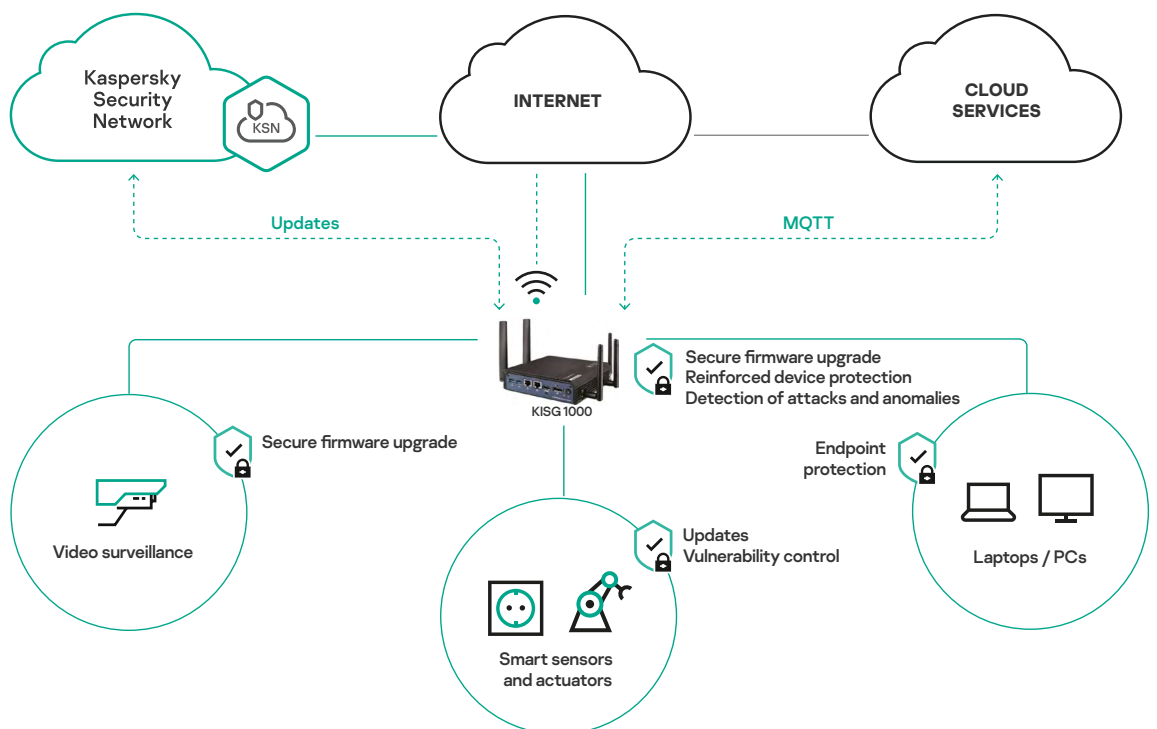 Kaspersky
Security
Network
KSN
INTERNET
CLOUD
SERVICES
Updates
MQTT
KISG 1000
Secure firmware upgrade
Reinforced device protection
Detection of attacks and anomalies
Secure firmware upgrade
Video surveillance
Endpoint
protection
Laptops / PCs
Updates
Vulnerability control
Smart sensors
and actuators